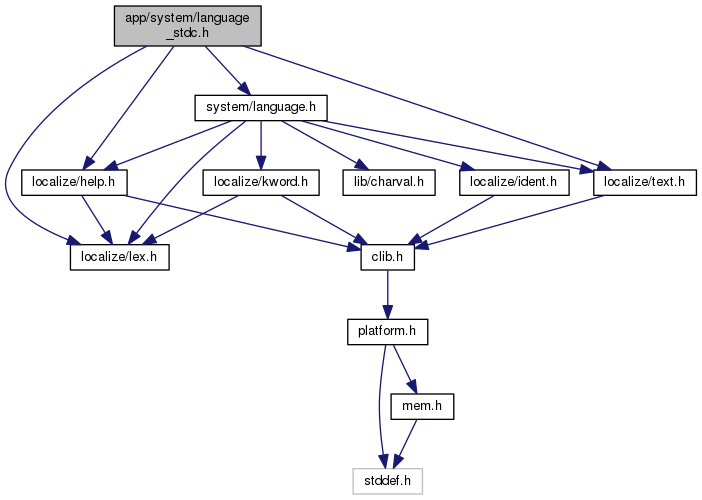 app/system/language
_stdc.h
system/language.h
localize/help.h
localize/kword.h
lib/charval.h
localize/ident.h
localize/text.h
localize/lex.h
clib.h
platform.h
mem.h
stddef.h